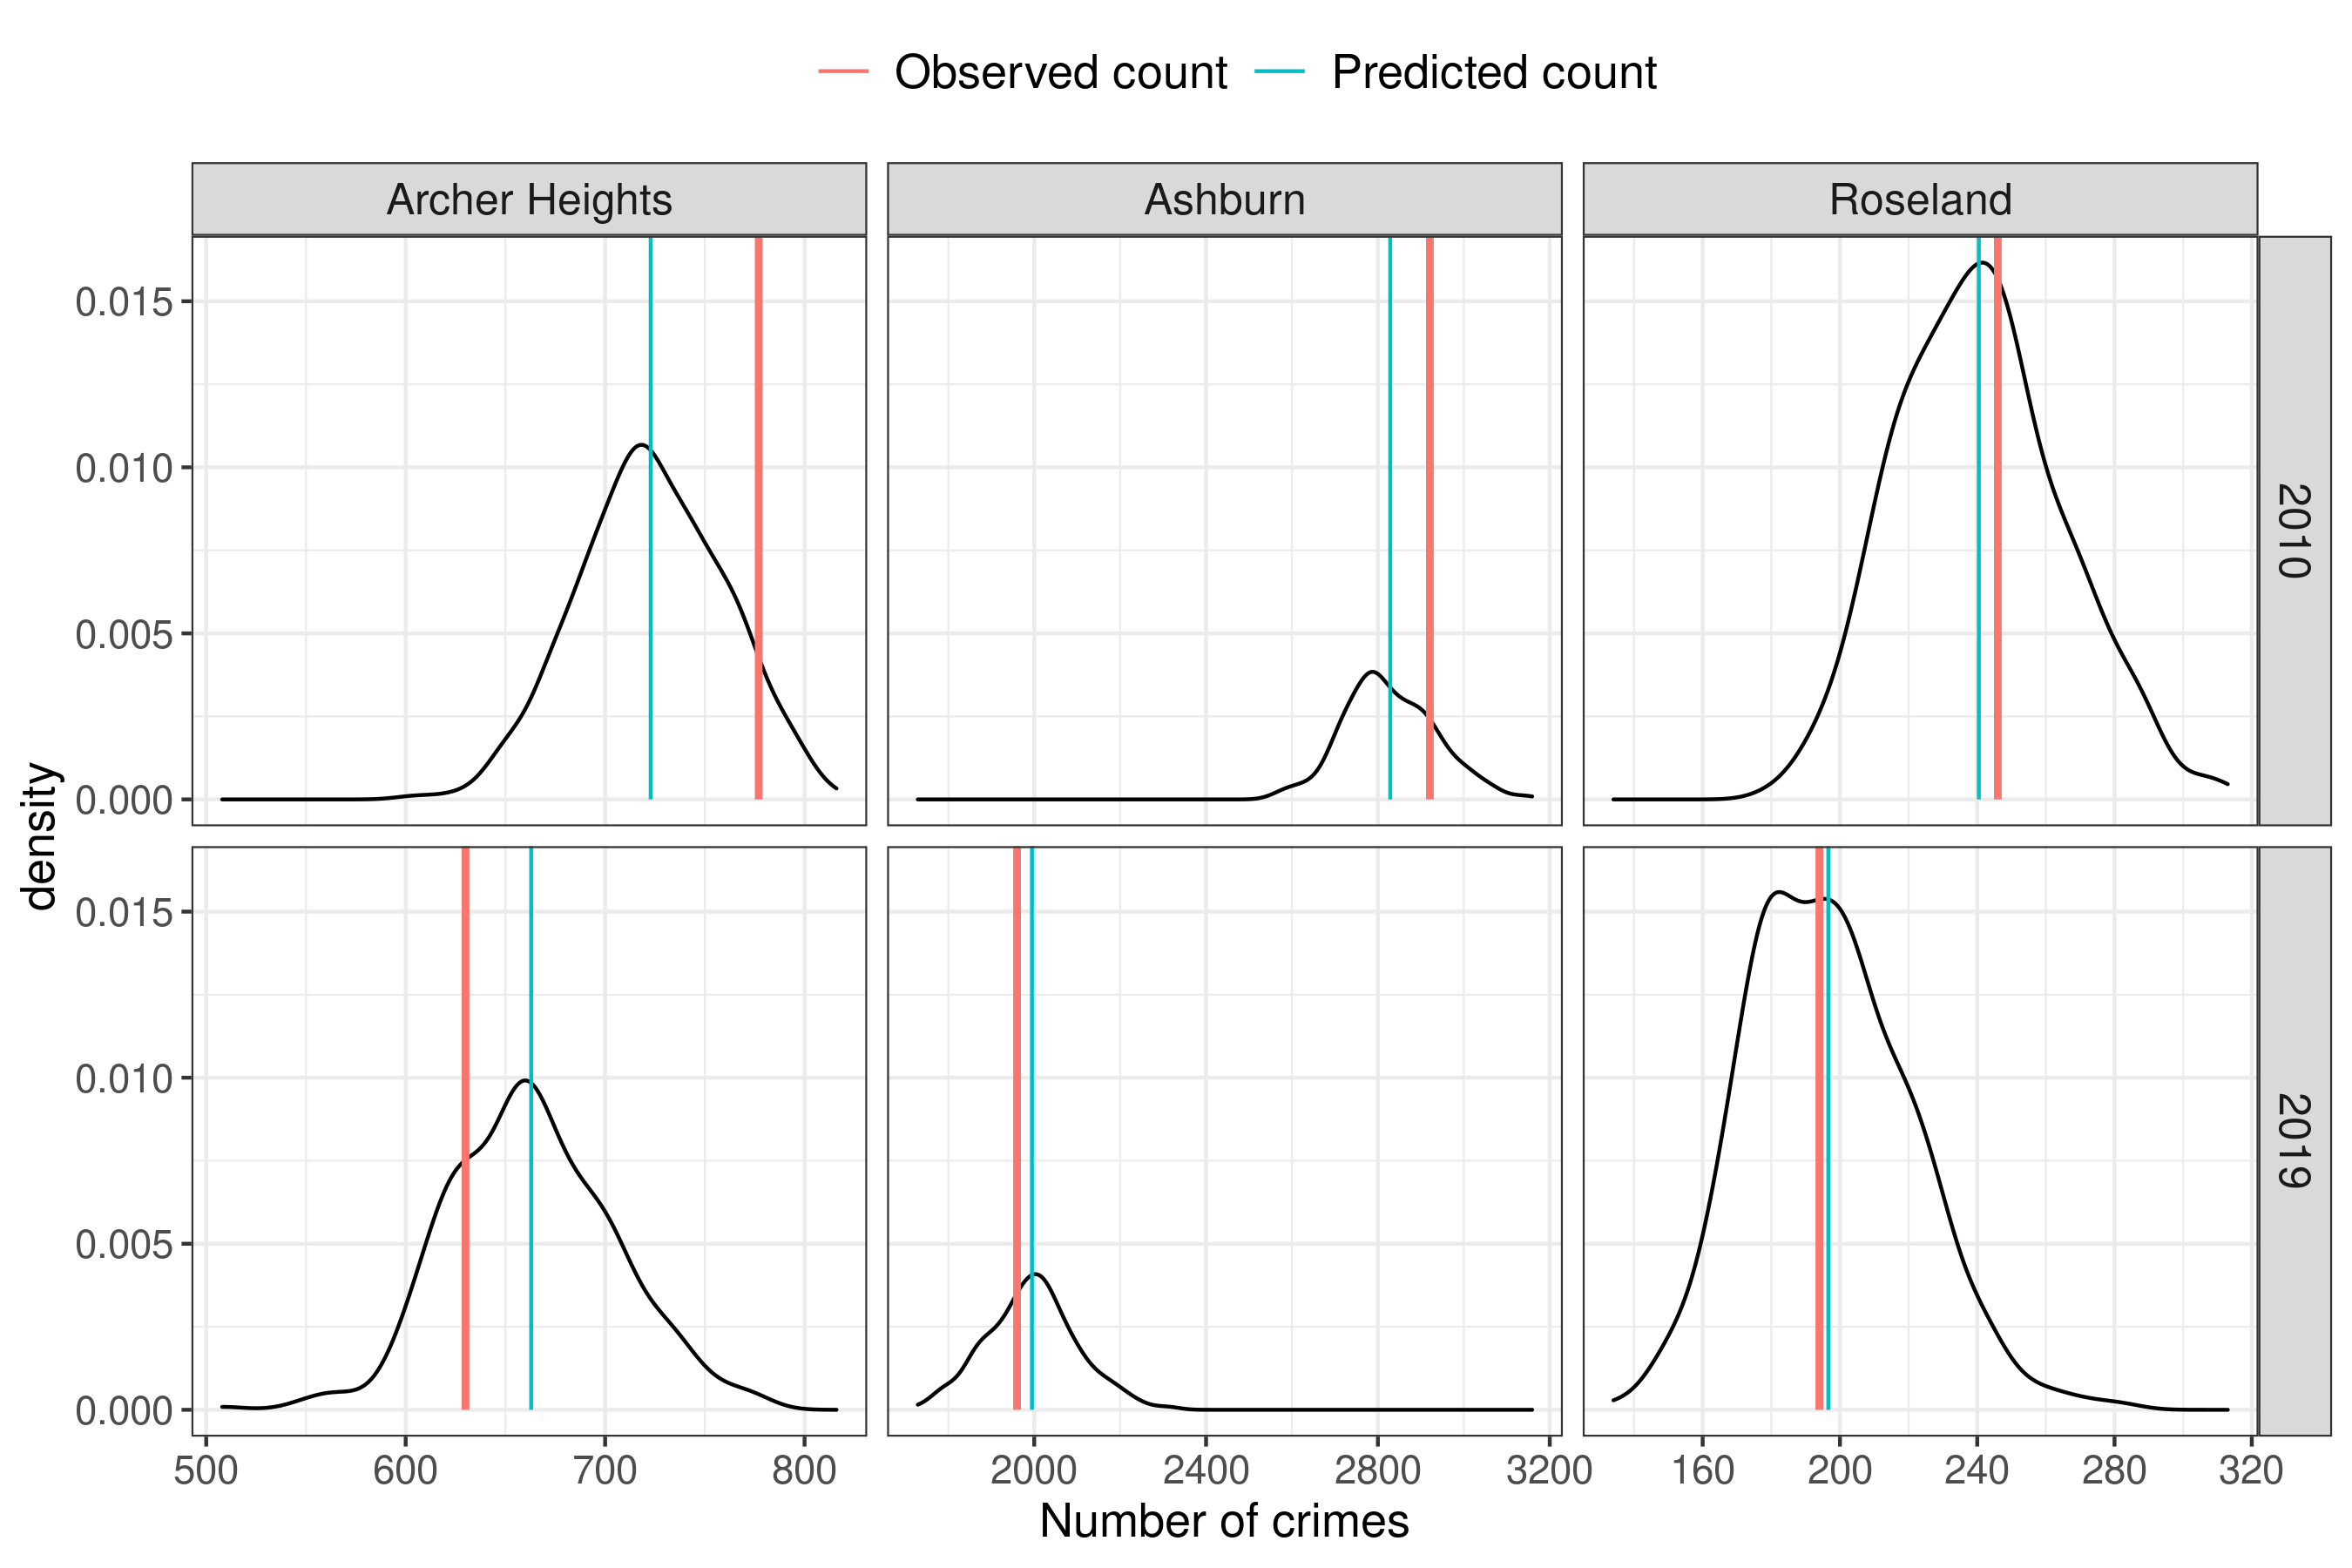 Observed count Predicted count
Archer Heights Ashburn Roseland
0.015
0.010
0.005
0.000
2010
density
0.015
0.010
0.005
0.000
2019
500 600 700 800 2000 2400 2800 3200 160 200 240 280 320
Number of crimes